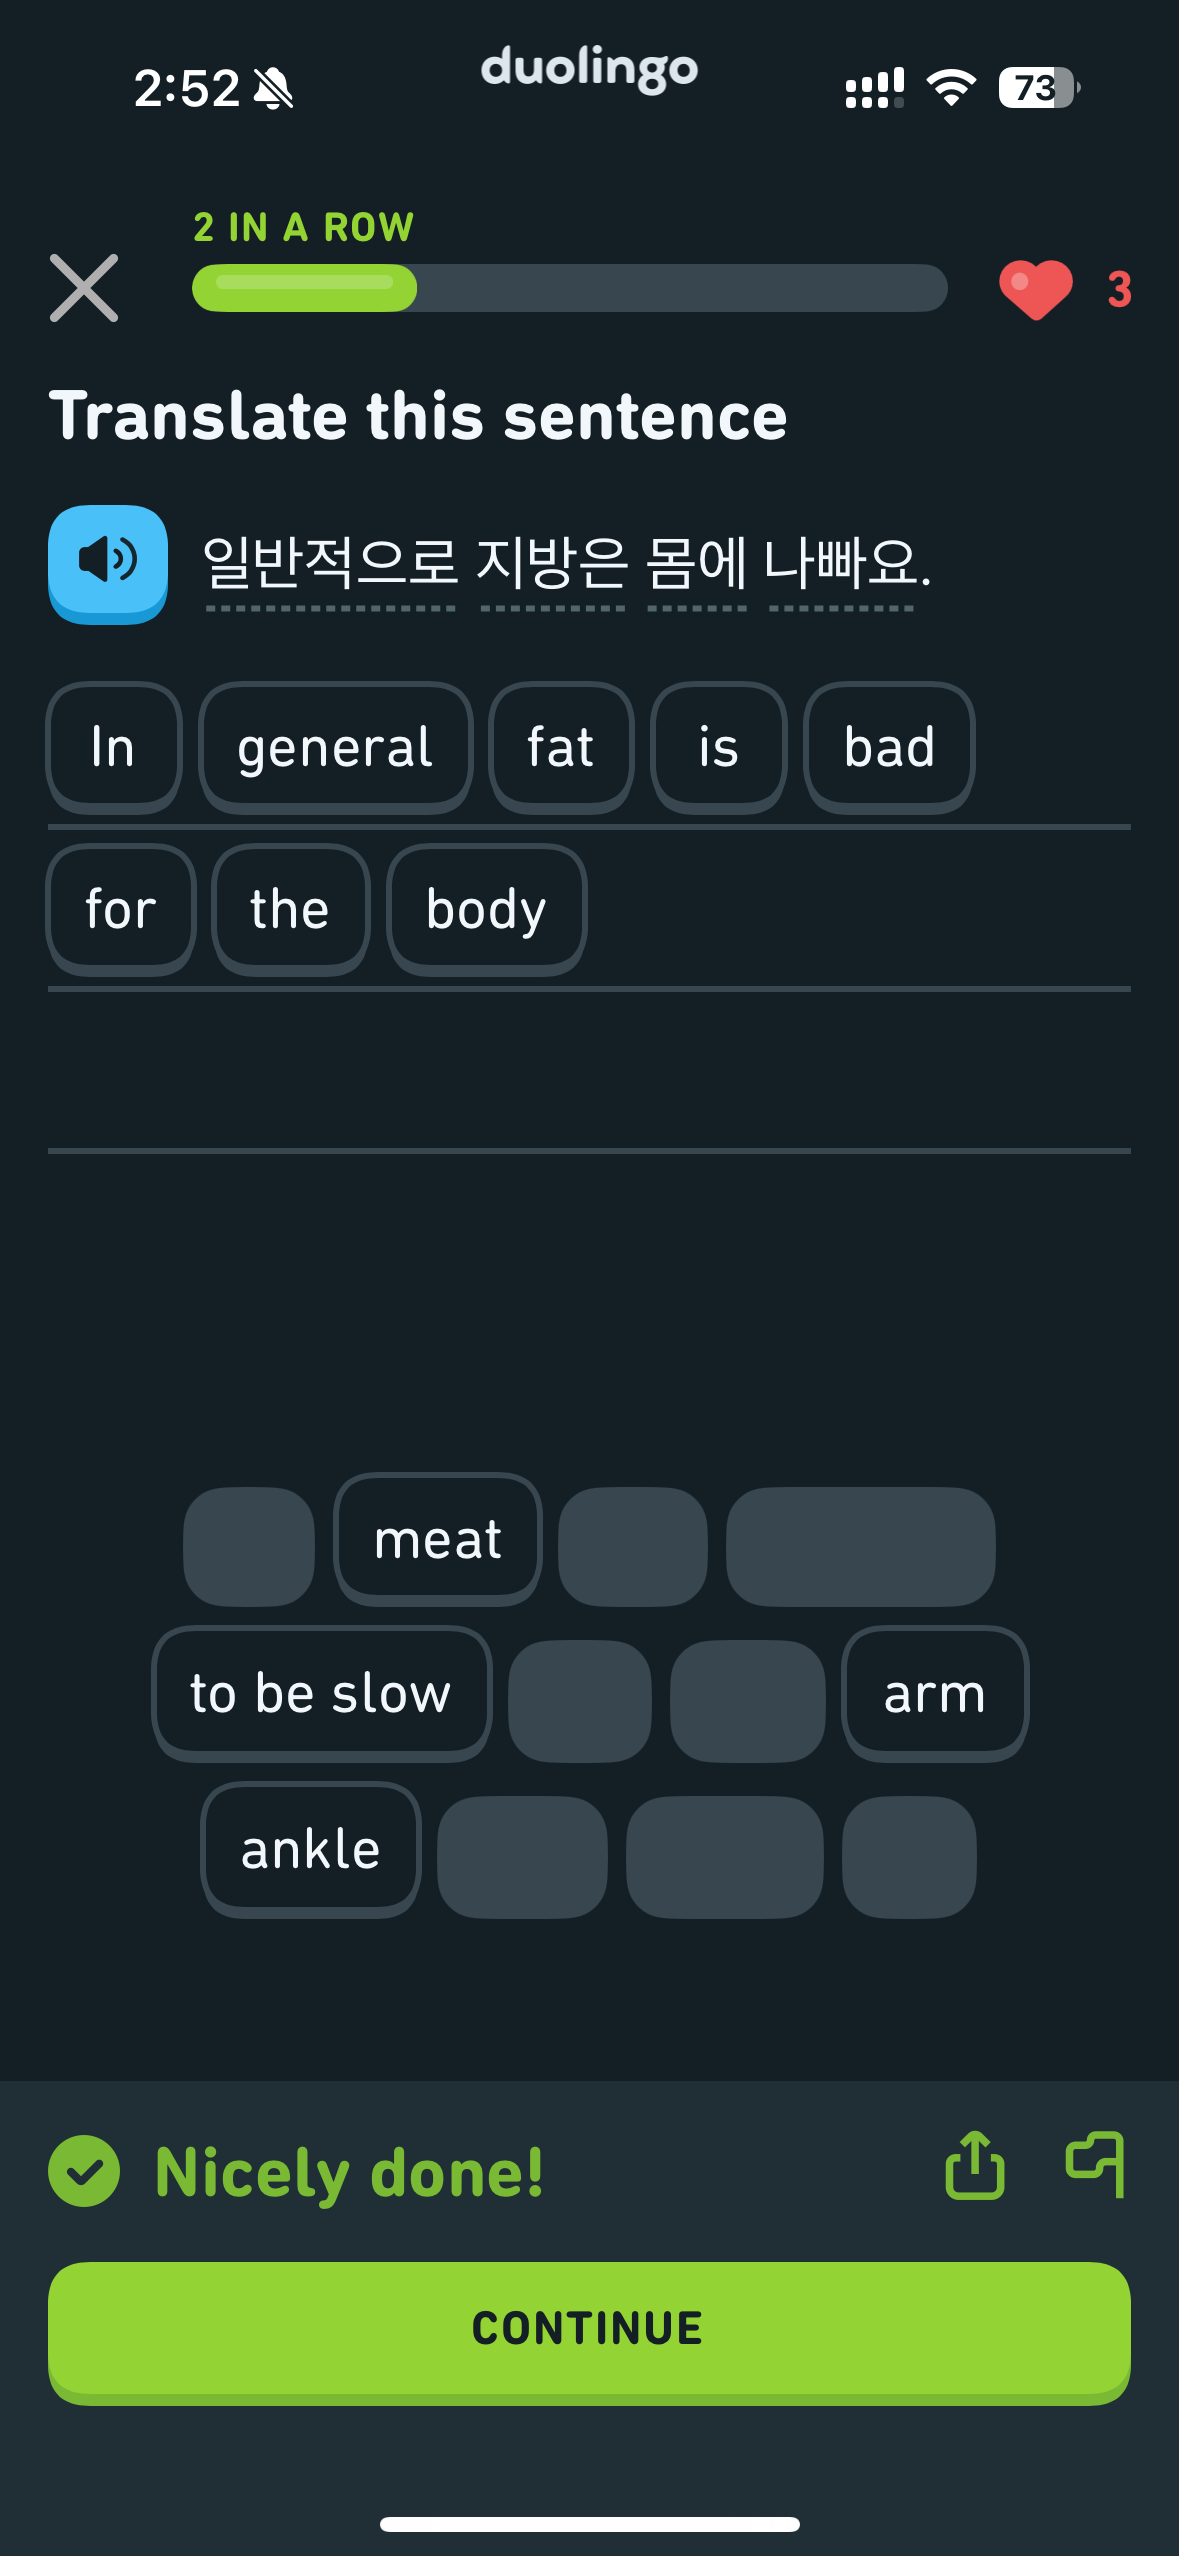 2:52
duolingo
73
2 IN A ROW
3
Translate this sentence
일반적으로 지방은 몸에 나빠요.
In general fat is bad
for the body
meat
to be slow arm
ankle
Nicely done!
CONTINUE